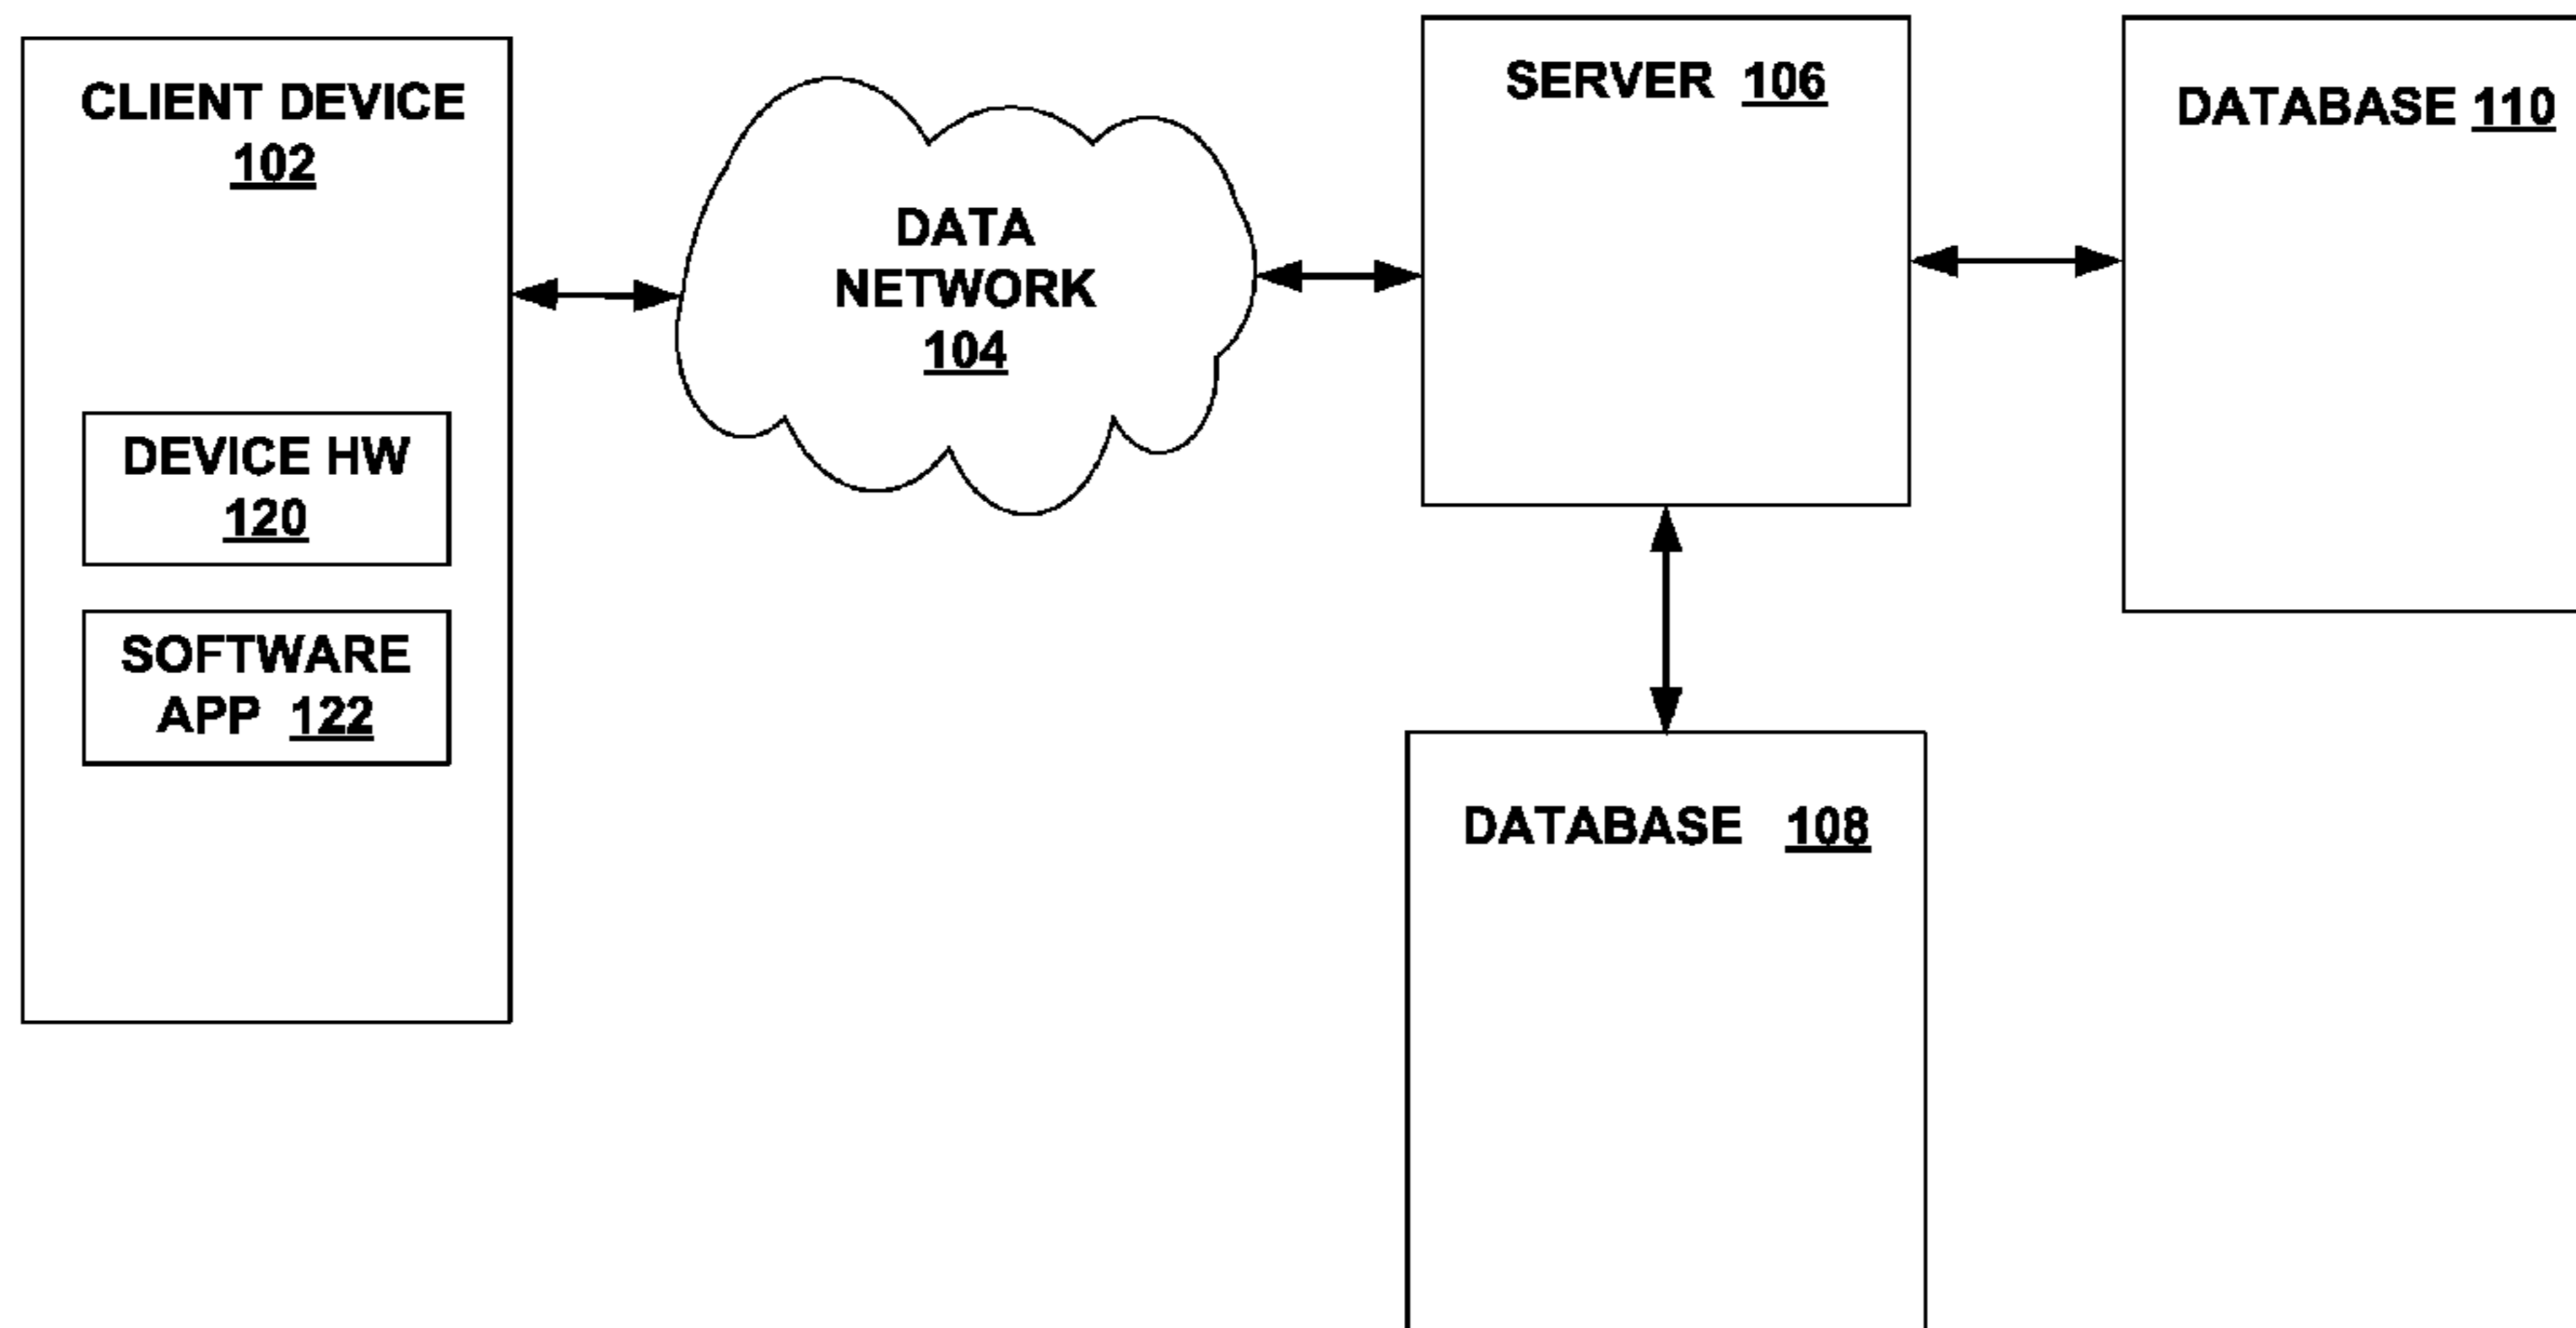 CLIENT DEVICE
102
DEVICE HW
120
SOFTWARE
APP 122
DATA
NETWORK
104
SERVER 106
DATABASE 110
DATABASE 108